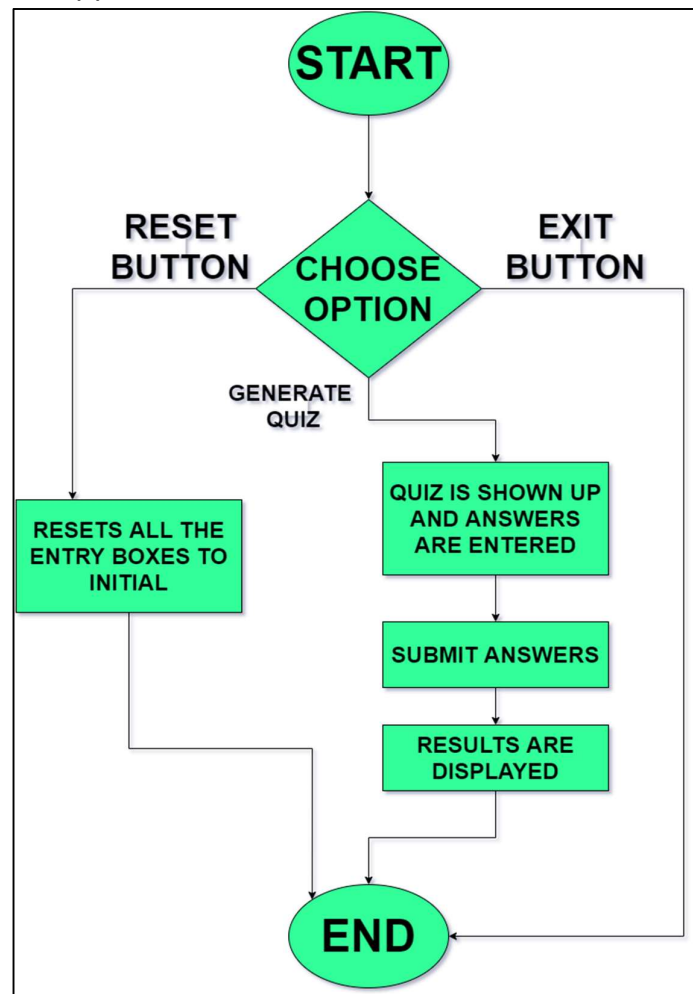 START
RESET
BUTTON
EXIT
BUTTON
CHOOSE
OPTION
GENERATE
QUIZ
QUIZ IS SHOWN UP
AND ANSWERS
ARE ENTERED
RESETS ALL THE
ENTRY BOXES TO
INITIAL
SUBMIT ANSWERS
RESULTS ARE
DISPLAYED
END